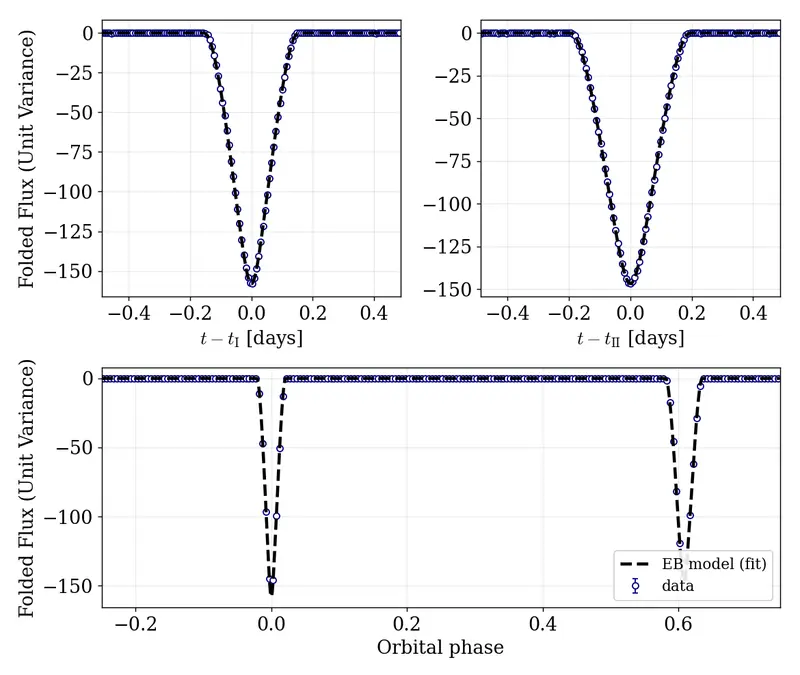 Folded Flux (Unit Variance)
0
−25
−50
−75
−100
−125
−150
−0.4 −0.2 0.0 0.2 0.4
t − t_I [days]
0
−25
−50
−75
−100
−125
−150
−0.4 −0.2 0.0 0.2 0.4
t − t_II [days]
Folded Flux (Unit Variance)
0
−50
−100
−150
−0.2 0.0 0.2 0.4 0.6
Orbital phase
EB model (fit)
data